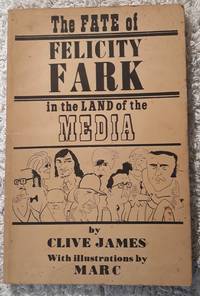 The FATE of
FELICITY
FARK
in the LAND of the
MEDIA
by
CLIVE JAMES
With illustrations by
MARC